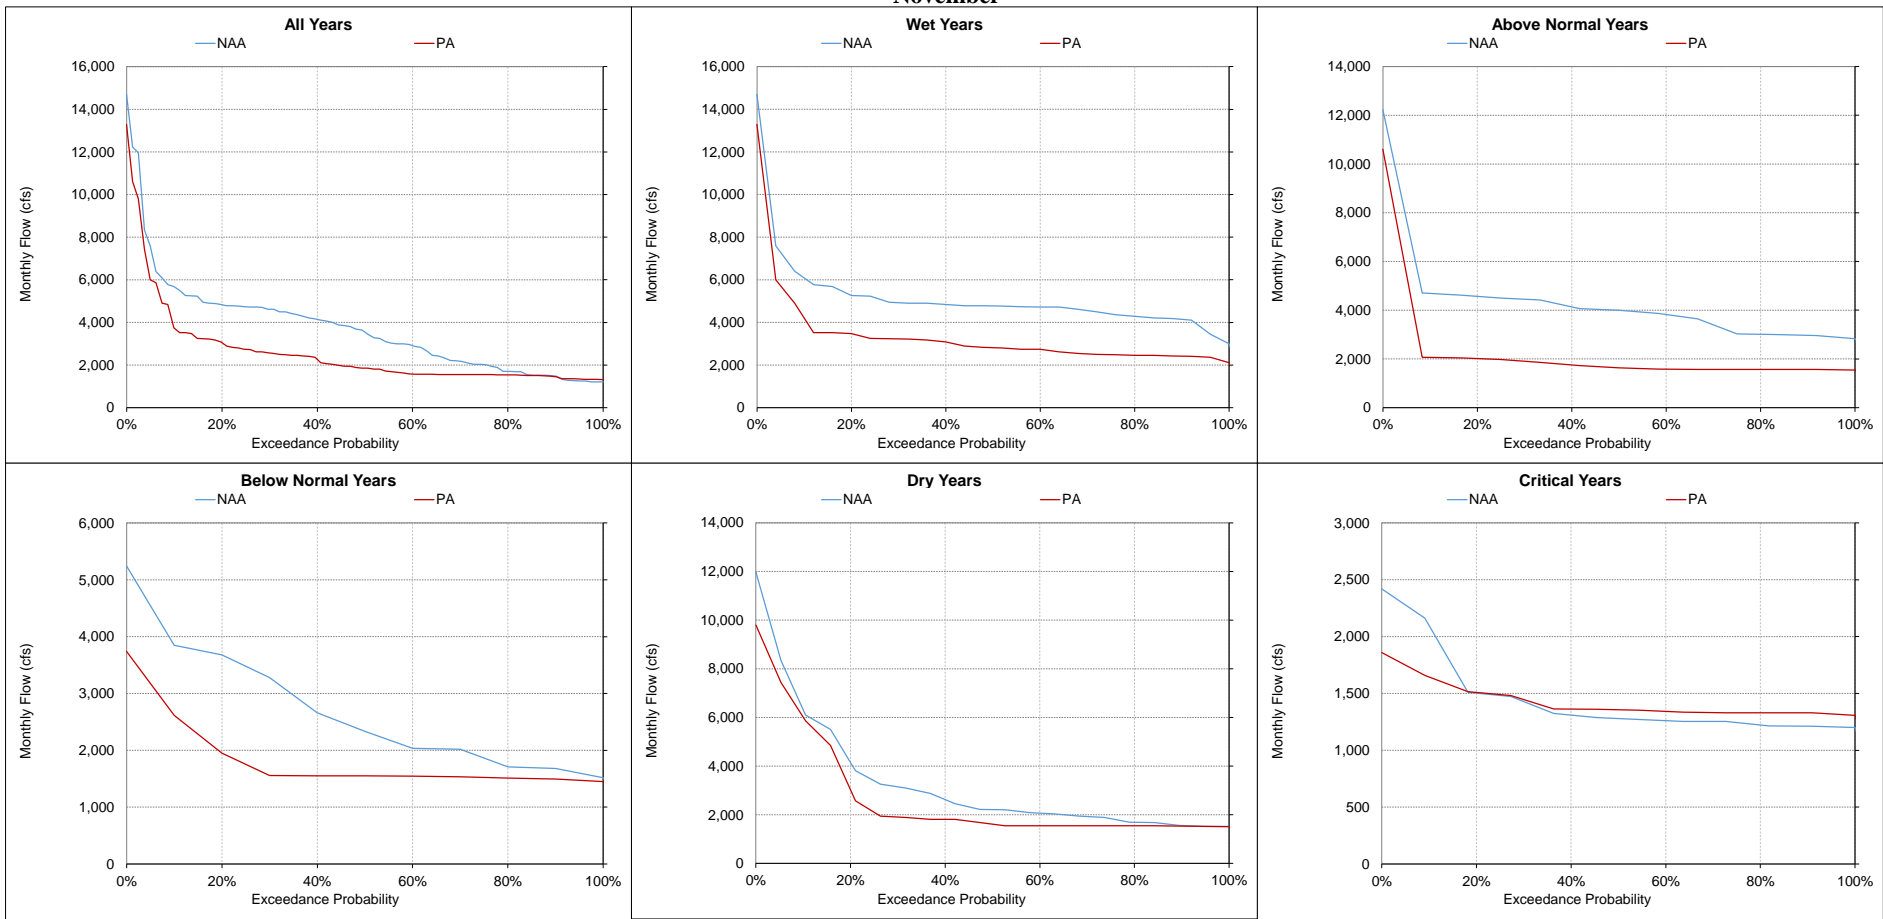 November
All Years
NAA PA
16,000
14,000
12,000
10,000
8,000
6,000
4,000
2,000
0
Monthly Flow (cfs)
0% 20% 40% 60% 80% 100%
Exceedance Probability
Wet Years
NAA PA
16,000
14,000
12,000
10,000
8,000
6,000
4,000
2,000
0
Monthly Flow (cfs)
0% 20% 40% 60% 80% 100%
Exceedance Probability
Above Normal Years
NAA PA
14,000
12,000
10,000
8,000
6,000
4,000
2,000
0
Monthly Flow (cfs)
0% 20% 40% 60% 80% 100%
Exceedance Probability
Below Normal Years
NAA PA
6,000
5,000
4,000
3,000
2,000
1,000
0
Monthly Flow (cfs)
0% 20% 40% 60% 80% 100%
Exceedance Probability
Dry Years
NAA PA
14,000
12,000
10,000
8,000
6,000
4,000
2,000
0
Monthly Flow (cfs)
0% 20% 40% 60% 80% 100%
Exceedance Probability
Critical Years
NAA PA
3,000
2,500
2,000
1,500
1,000
500
0
Monthly Flow (cfs)
0% 20% 40% 60% 80% 100%
Exceedance Probability